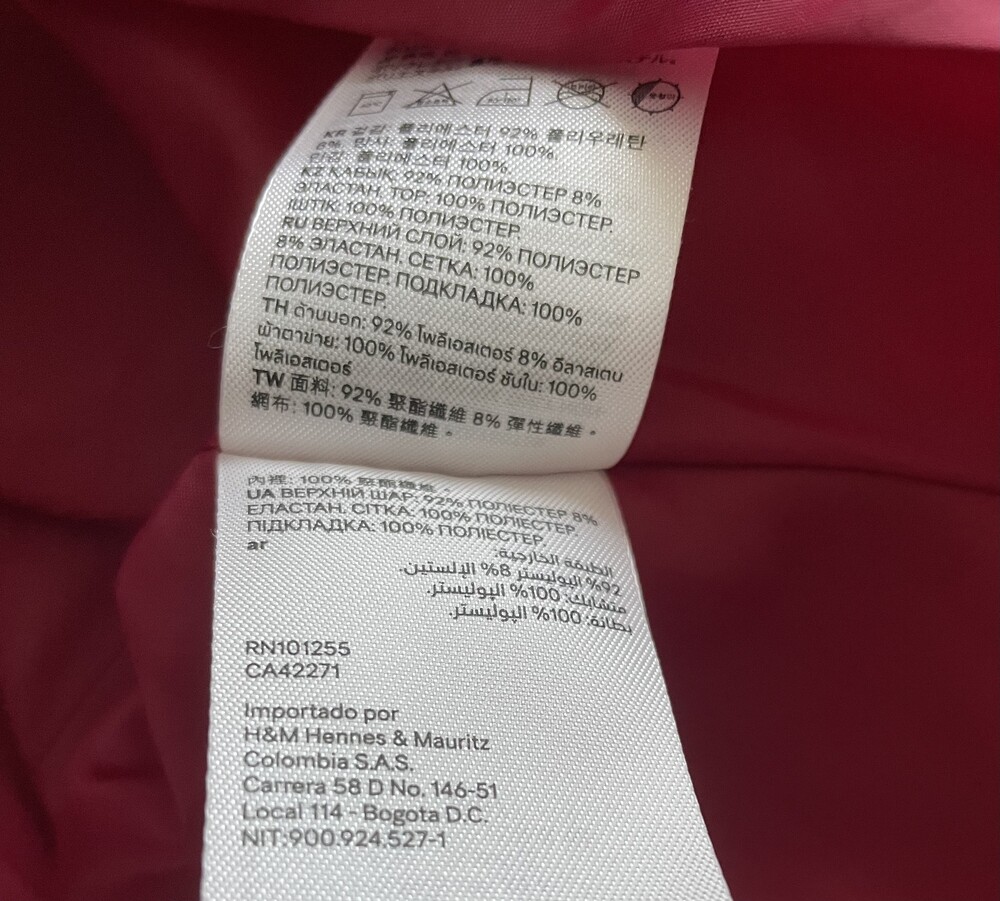 KR 겉감: 폴리에스터 92% 폴리우레탄
8%. 망사: 폴리에스터 100%.
안감: 폴리에스터 100%
KZ ҚАБЫҚ: 92% ПОЛИЭСТЕР 8%
ЭЛАСТАН. ТОР: 100% ПОЛИЭСТЕР.
ІШТІК: 100% ПОЛИЭСТЕР
RU ВЕРХНИЙ СЛОЙ: 92% ПОЛИЭСТЕР
8% ЭЛАСТАН. СЕТКА: 100%
ПОЛИЭСТЕР. ПОДКЛАДКА: 100%
ПОЛИЭСТЕР.
TH ด้านนอก: 92% โพลีเอสเตอร์ 8% อีลาสเตน
ผ้าตาข่าย: 100% โพลีเอสเตอร์ ซับใน: 100%
โพลีเอสเตอร์
TW 面料: 92% 聚酯纖維 8% 彈性纖維。
網布: 100% 聚酯纖維。
內裡: 100% 聚酯纖維
UA ВЕРХНІЙ ШАР: 92% ПОЛІЕСТЕР 8%
ЕЛАСТАН. СІТКА: 100% ПОЛІЕСТЕР.
ПІДКЛАДКА: 100% ПОЛІЕСТЕР.
ar
الطبقة الخارجية:
92% البوليستر 8% الإلستين.
متشابك: 100% البوليستر.
بطانة: 100% البوليستر.
RN101255
CA42271
Importado por
H&M Hennes & Mauritz
Colombia S.A.S.
Carrera 58 D No. 146-51
Local 114 - Bogota D.C.
NIT:900.924.527-1